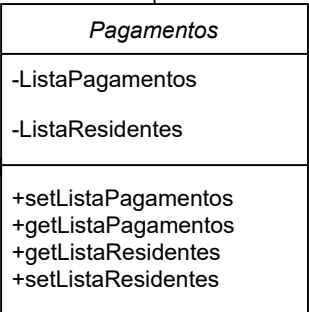 Pagamentos
-ListaPagamentos
-ListaResidentes
+setListaPagamentos
+getListaPagamentos
+getListaResidentes
+setListaResidentes